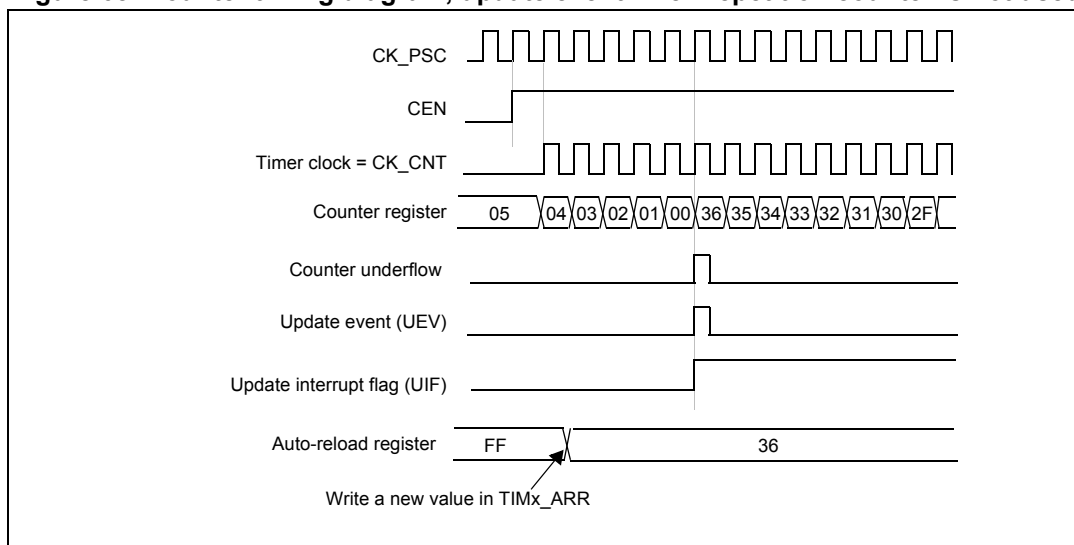 CK_PSC
CEN
Timer clock = CK_CNT
Counter register 05 04 03 02 01 00 36 35 34 33 32 31 30 2F
Counter underflow
Update event (UEV)
Update interrupt flag (UIF)
Auto-reload register FF 36
Write a new value in TIMx_ARR